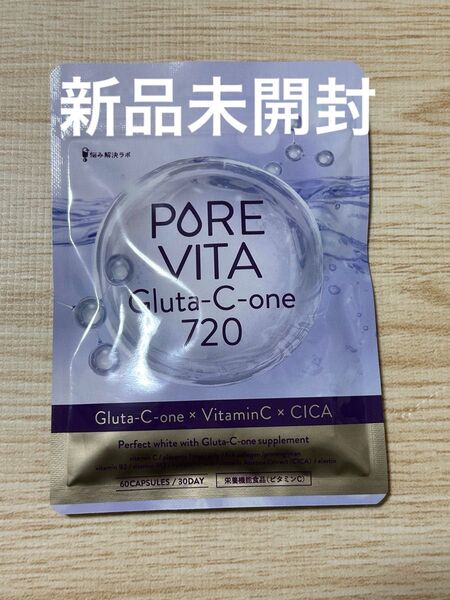 新品未開封
悩み解決ラボ
PORE
VITA
Gluta-C-one
720
Gluta-C-one × VitaminC × CICA
Perfect white with Gluta-C-one supplement
60CAPSULES / 30DAY
栄養機能食品(ビタミンC)